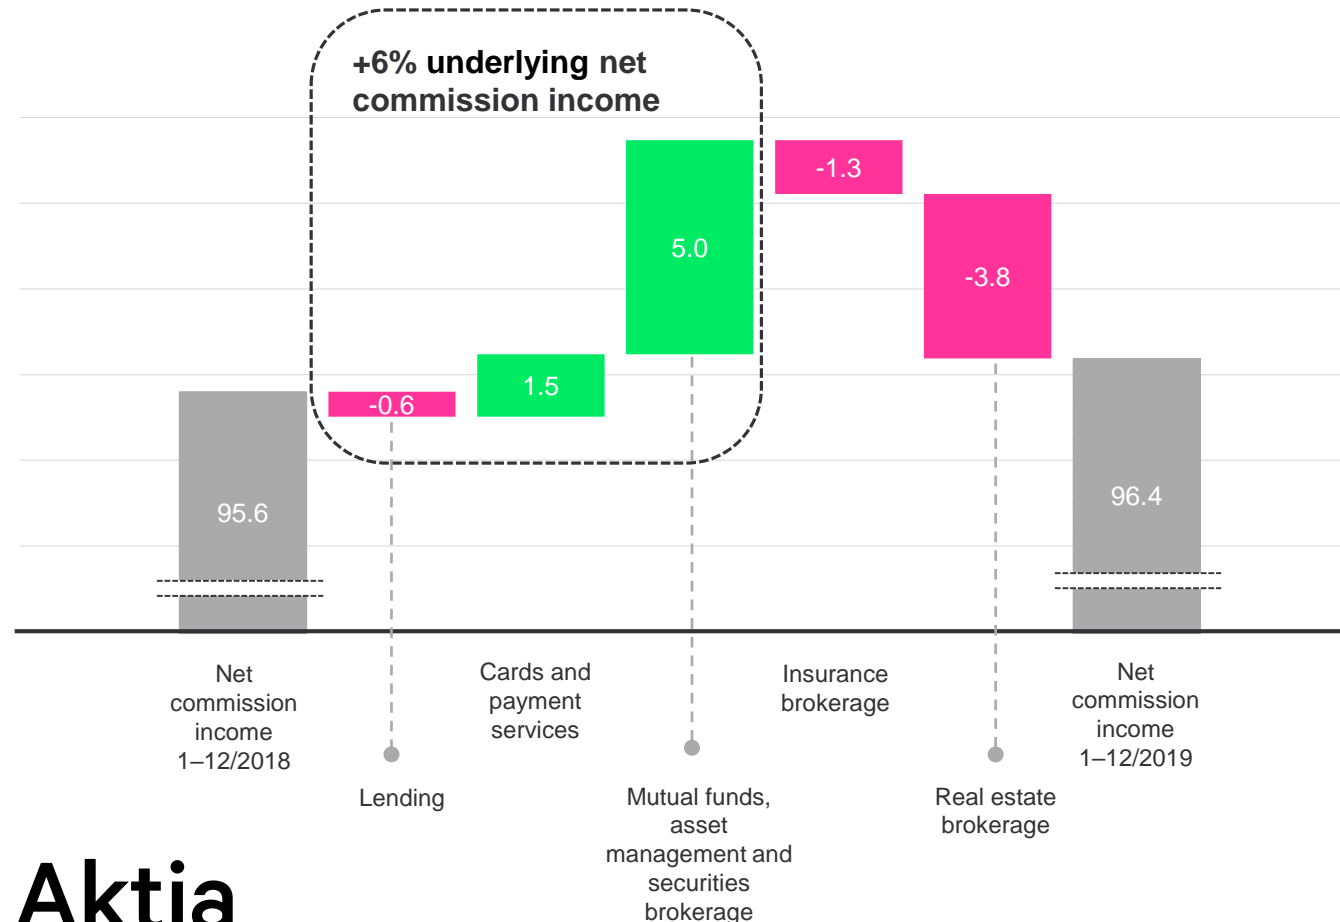 +6% underlying net
commission income
-1.3
5.0
-3.8
1.5
-0.6
95.6
96.4
Net
commission
income
1–12/2018
Lending
Cards and
payment
services
Mutual funds,
asset
management and
securities
brokerage
Insurance
brokerage
Real estate
brokerage
Net
commission
income
1–12/2019
Aktia